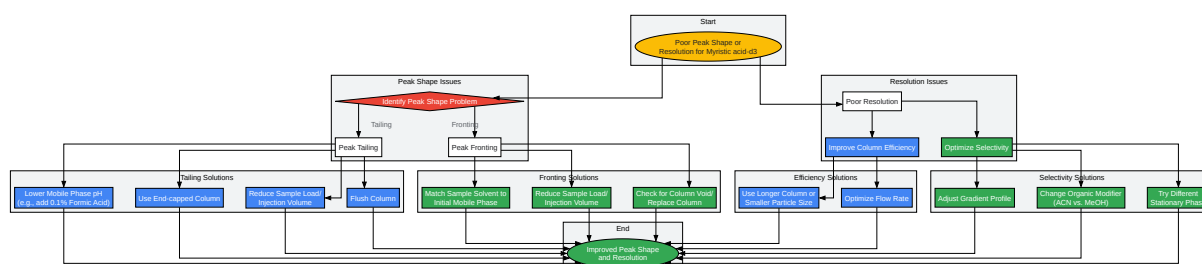 Start
Poor Peak Shape or
Resolution for Myristic acid-d3
Peak Shape Issues
Identify Peak Shape Problem
Tailing
Fronting
Peak Tailing
Peak Fronting
Resolution Issues
Poor Resolution
Improve Column Efficiency
Optimize Selectivity
Tailing Solutions
Lower Mobile Phase pH
(e.g., add 0.1% Formic Acid)
Use End-capped Column
Reduce Sample Load/
Injection Volume
Flush Column
Fronting Solutions
Match Sample Solvent to
Initial Mobile Phase
Reduce Sample Load/
Injection Volume
Check for Column Void/
Replace Column
Efficiency Solutions
Use Longer Column or
Smaller Particle Size
Optimize Flow Rate
Selectivity Solutions
Adjust Gradient Profile
Change Organic Modifier
(ACN vs. MeOH)
Try Different
Stationary Phas
End
Improved Peak Shape
and Resolution